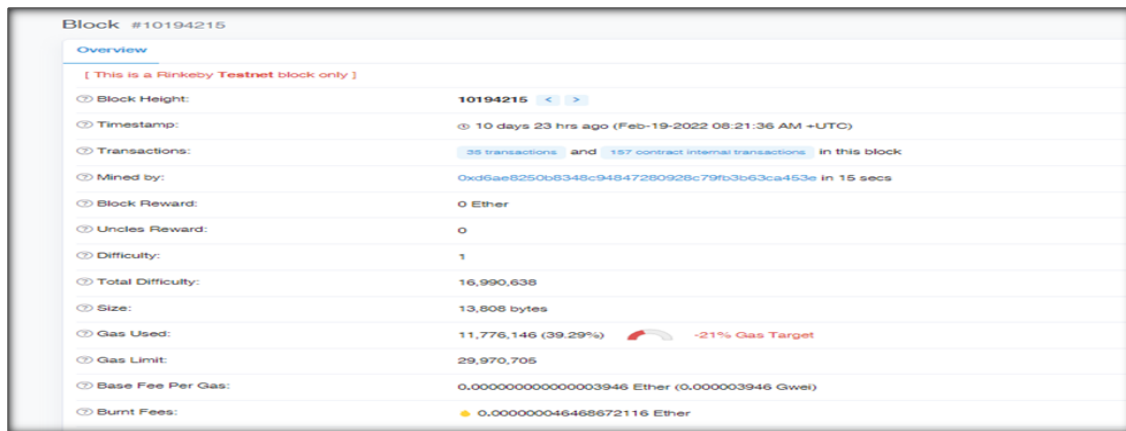 Block #10194215
Overview
[ This is a Rinkeby Testnet block only ]
Block Height: 10194215 < >
Timestamp: 10 days 23 hrs ago (Feb-19-2022 08:21:36 AM +UTC)
Transactions: 35 transactions and 157 contract internal transactions in this block
Mined by: 0xd6ae8250b8348c94847280928c79fb3b63ca453e in 15 secs
Block Reward: 0 Ether
Uncles Reward: 0
Difficulty: 1
Total Difficulty: 16,990,638
Size: 13,808 bytes
Gas Used: 11,776,146 (39.29%) -21% Gas Target
Gas Limit: 29,970,705
Base Fee Per Gas: 0.000000000000003946 Ether (0.000003946 Gwei)
Burnt Fees: 0.000000046468672116 Ether